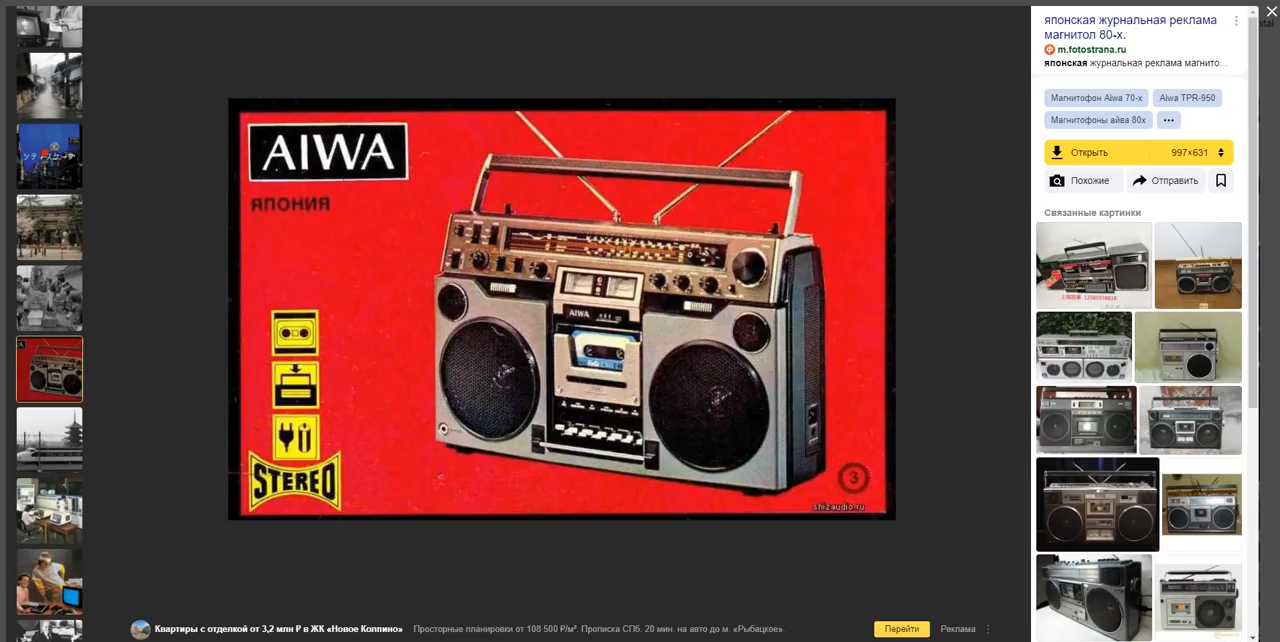 AIWA
ЯПОНИЯ
AIWA
STEREO
3
shizaudio.ru
японская журнальная реклама
магнитол 80-х.
m.fotostrana.ru
японская журнальная реклама магнито...
Магнитофон Aiwa 70-х
Aiwa TPR-950
Магнитофоны айва 80х
Открыть
997×631
Похожие
Отправить
Связанные картинки
Квартиры с отделкой от 3,2 млн ₽ в ЖК «Новое Колпино»
Просторные планировки от 108 500 ₽/м². Прописка СПб. 20 мин. на авто до м. «Рыбацкое».
Перейти
Реклама